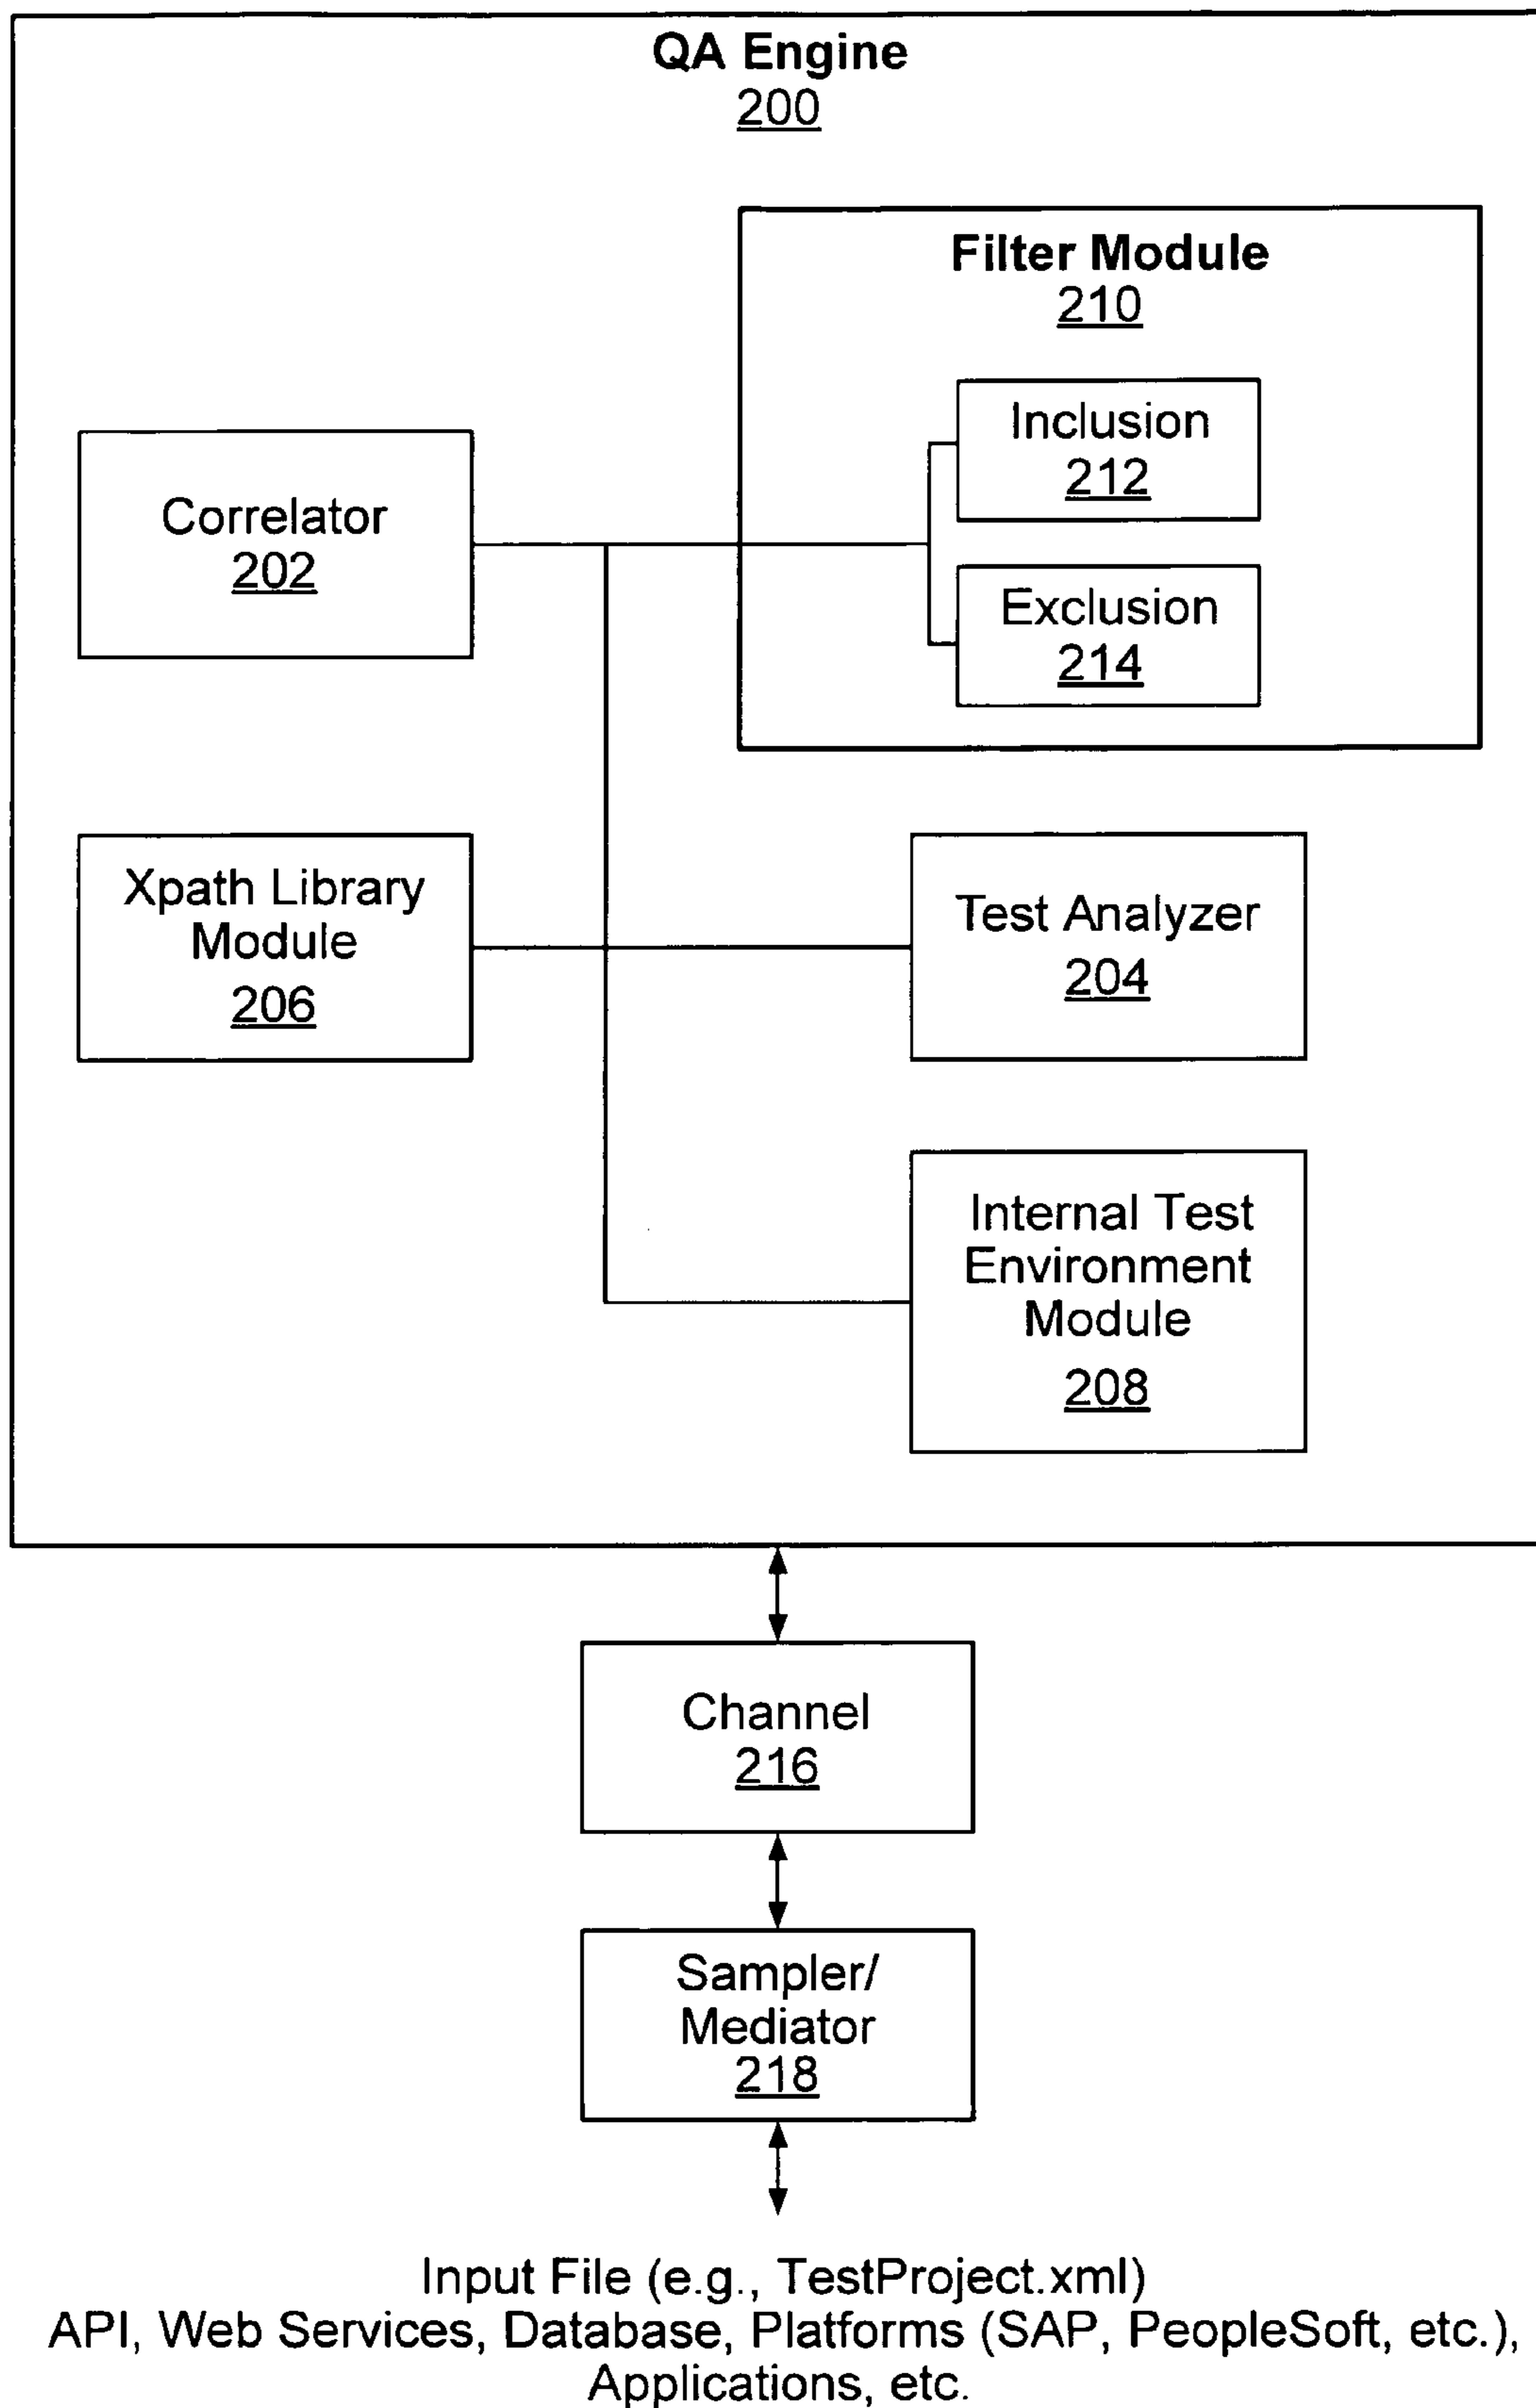 QA Engine
200
Filter Module
210
Inclusion
212
Exclusion
214
Correlator
202
Xpath Library
Module
206
Test Analyzer
204
Internal Test
Environment
Module
208
Channel
216
Sampler/
Mediator
218
Input File (e.g., TestProject.xml)
API, Web Services, Database, Platforms (SAP, PeopleSoft, etc.),
Applications, etc.